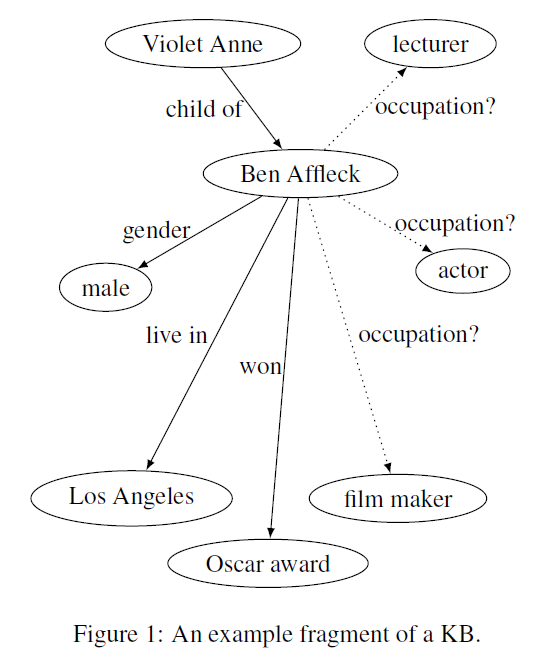 Violet Anne
lecturer
child of
occupation?
Ben Affleck
gender
occupation?
male
actor
live in
occupation?
won
Los Angeles
film maker
Oscar award
Figure 1: An example fragment of a KB.